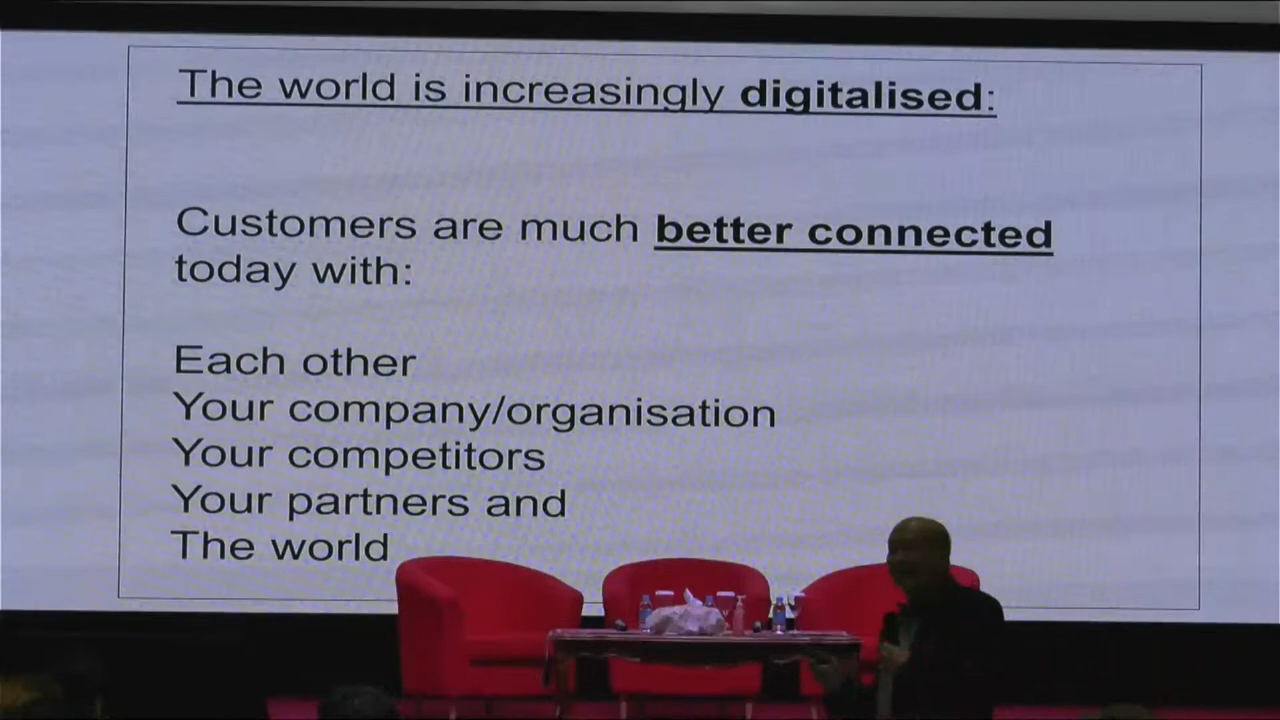 The world is increasingly digitalised:
Customers are much better connected
today with:
Each other
Your company/organisation
Your competitors
Your partners and
The world